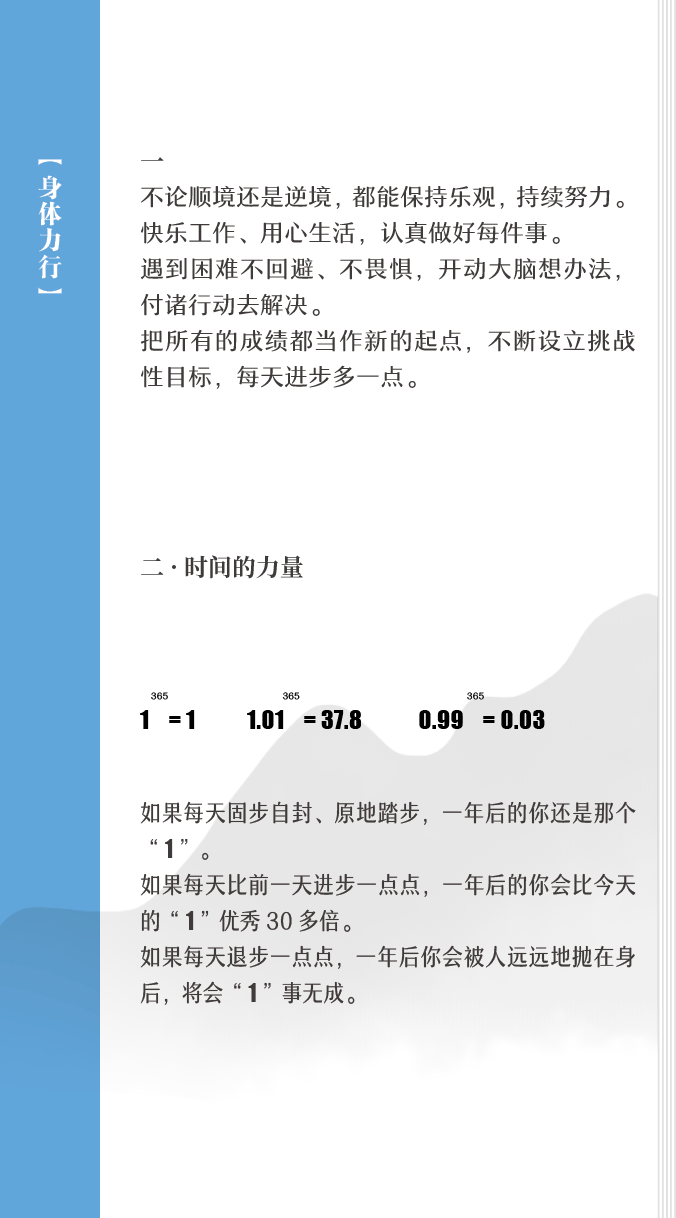 【身体力行】
一
不论顺境还是逆境，都能保持乐观，持续努力。
快乐工作、用心生活，认真做好每件事。
遇到困难不回避、不畏惧，开动大脑想办法，
付诸行动去解决。
把所有的成绩都当作新的起点，不断设立挑战
性目标，每天进步多一点。
二·时间的力量
1^365 = 1 1.01^365 = 37.8 0.99^365 = 0.03
如果每天固步自封、原地踏步，一年后的你还是那个
“1”。
如果每天比前一天进步一点点，一年后的你会比今天
的“1”优秀30多倍。
如果每天退步一点点，一年后你会被人远远地抛在身
后，将会“1”事无成。